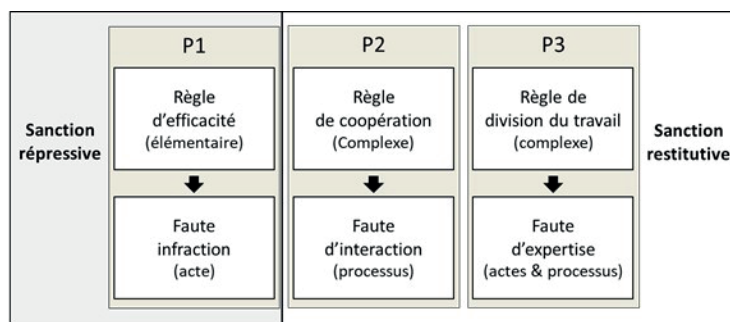 P1
P2
P3
Sanction
répressive
Règle
d'efficacité
(élémentaire)
Règle
de coopération
(Complexe)
Règle de
division du travail
(complexe)
Sanction
restitutive
Faute
infraction
(acte)
Faute
d'interaction
(processus)
Faute
d'expertise
(actes & processus)